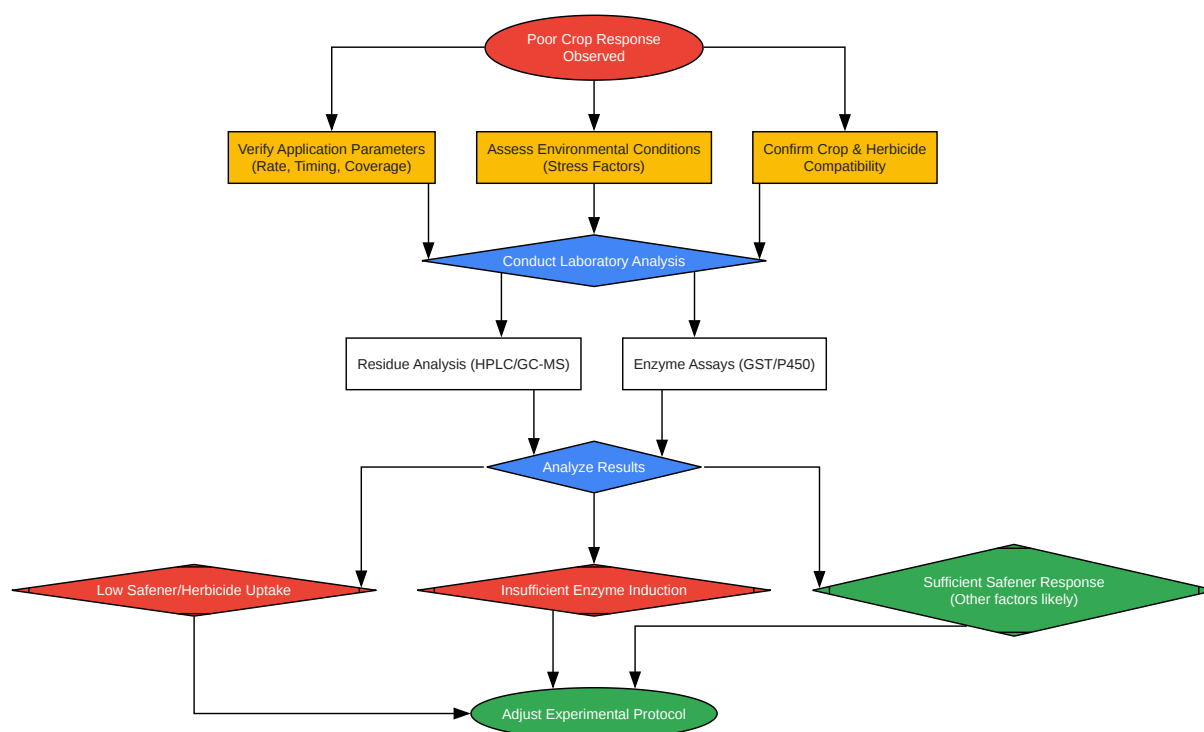 Poor Crop Response
Observed
Verify Application Parameters
(Rate, Timing, Coverage)
Assess Environmental Conditions
(Stress Factors)
Confirm Crop & Herbicide
Compatibility
Conduct Laboratory Analysis
Residue Analysis (HPLC/GC-MS)
Enzyme Assays (GST/P450)
Analyze Results
Low Safener/Herbicide Uptake
Insufficient Enzyme Induction
Sufficient Safener Response
(Other factors likely)
Adjust Experimental Protocol